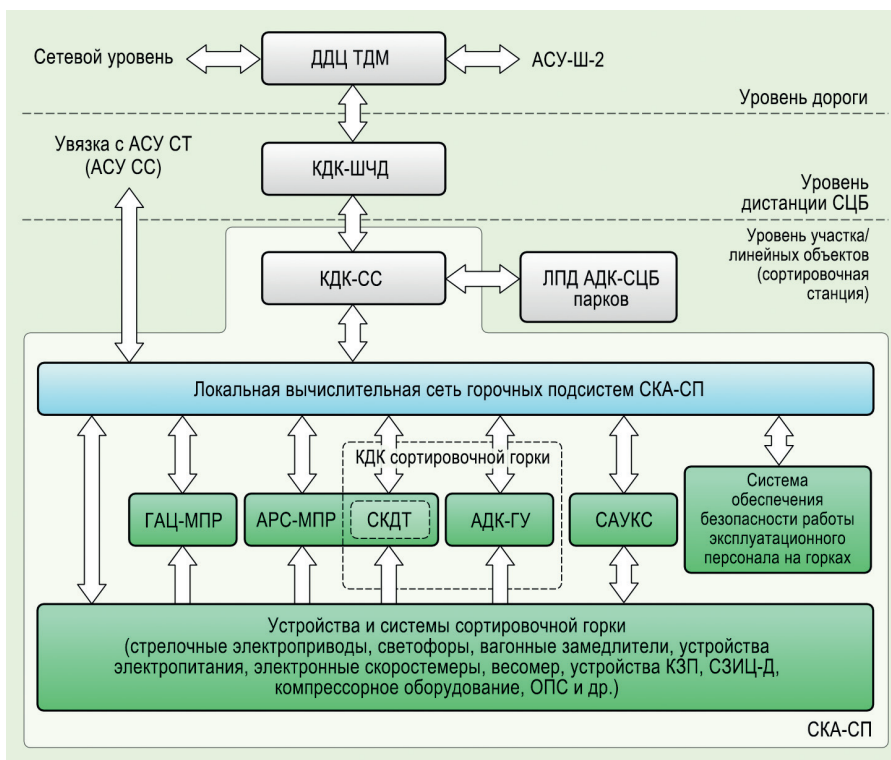 Сетевой уровень
ДДЦ ТДМ
АСУ-Ш-2
Уровень дороги
Увязка с АСУ СТ
(АСУ СС)
КДК-ШЧД
Уровень
дистанции СЦБ
Уровень участка/
линейных объектов
(сортировочная
станция)
КДК-СС
ЛПД АДК-СЦБ
парков
Локальная вычислительная сеть горочных подсистем СКА-СП
КДК сортировочной горки
ГАЦ-МПР
АРС-МПР
СКДТ
АДК-ГУ
САУКС
Система
обеспечения
безопасности работы
эксплуатационного
персонала на горках
Устройства и системы сортировочной горки
(стрелочные электроприводы, светофоры, вагонные замедлители, устройства
электропитания, электронные скоростемеры, весомер, устройства КЗП, СЗИЦ-Д,
компрессорное оборудование, ОПС и др.)
СКА-СП